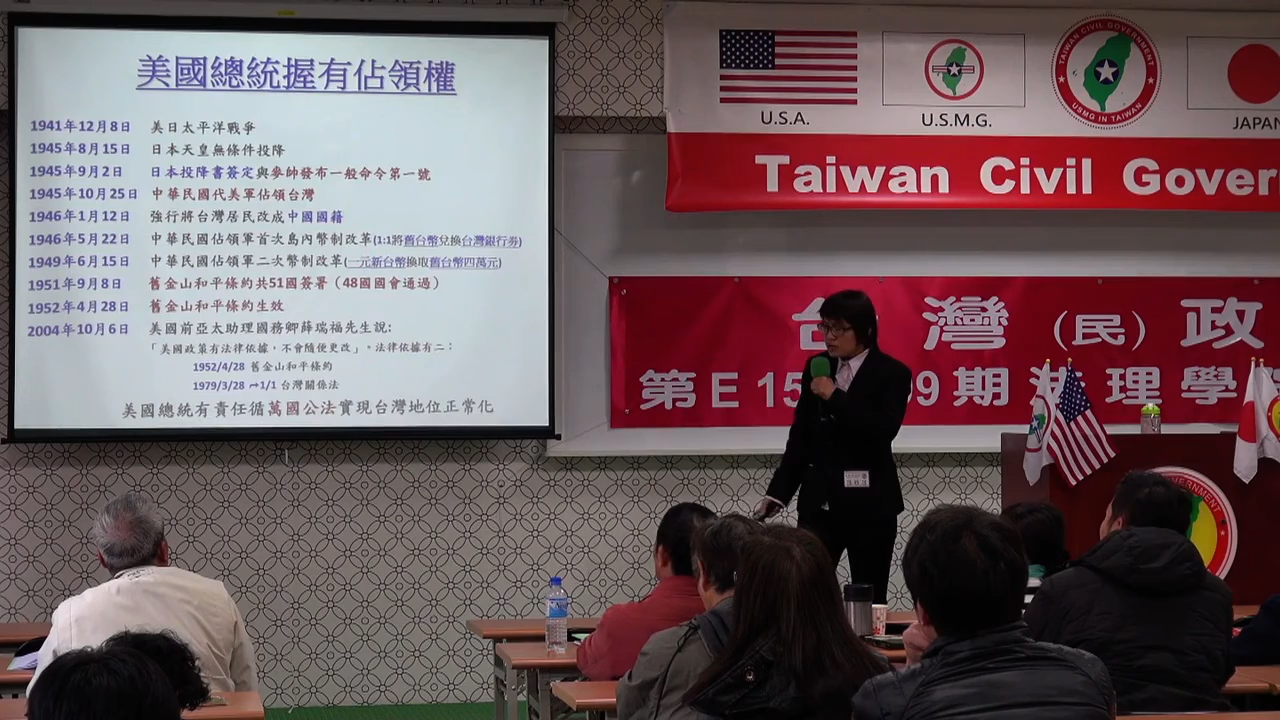 美國總統握有佔領權
1941年12月8日 美日太平洋戰爭
1945年8月15日 日本天皇無條件投降
1945年9月2日 日本投降書簽定與麥帥發布一般命令第一號
1945年10月25日 中華民國代美軍佔領台灣
1946年1月12日 強行將台灣居民改成中國國籍
1946年5月22日 中華民國佔領軍首次島內幣制改革(1:1將舊台幣兌換台灣銀行券)
1949年6月15日 中華民國佔領軍二次幣制改革(一元新台幣換取舊台幣四萬元)
1951年9月8日 舊金山和平條約共51國簽署（48國國會通過）
1952年4月28日 舊金山和平條約生效
2004年10月6日 美國前亞太助理國務卿薛瑞福先生說:
「美國政策有法律依據，不會隨便更改」。法律依據有二：
1952/4/28 舊金山和平條約
1979/3/28 ↱1/1 台灣關係法
美國總統有責任循萬國公法實現台灣地位正常化
U.S.A.
U.S.M.G.
TAIWAN CIVIL GOVERNMENT
USMG IN TAIWAN
JAPAN
Taiwan Civil Gover
台灣（民）政
第E15 9期 理學